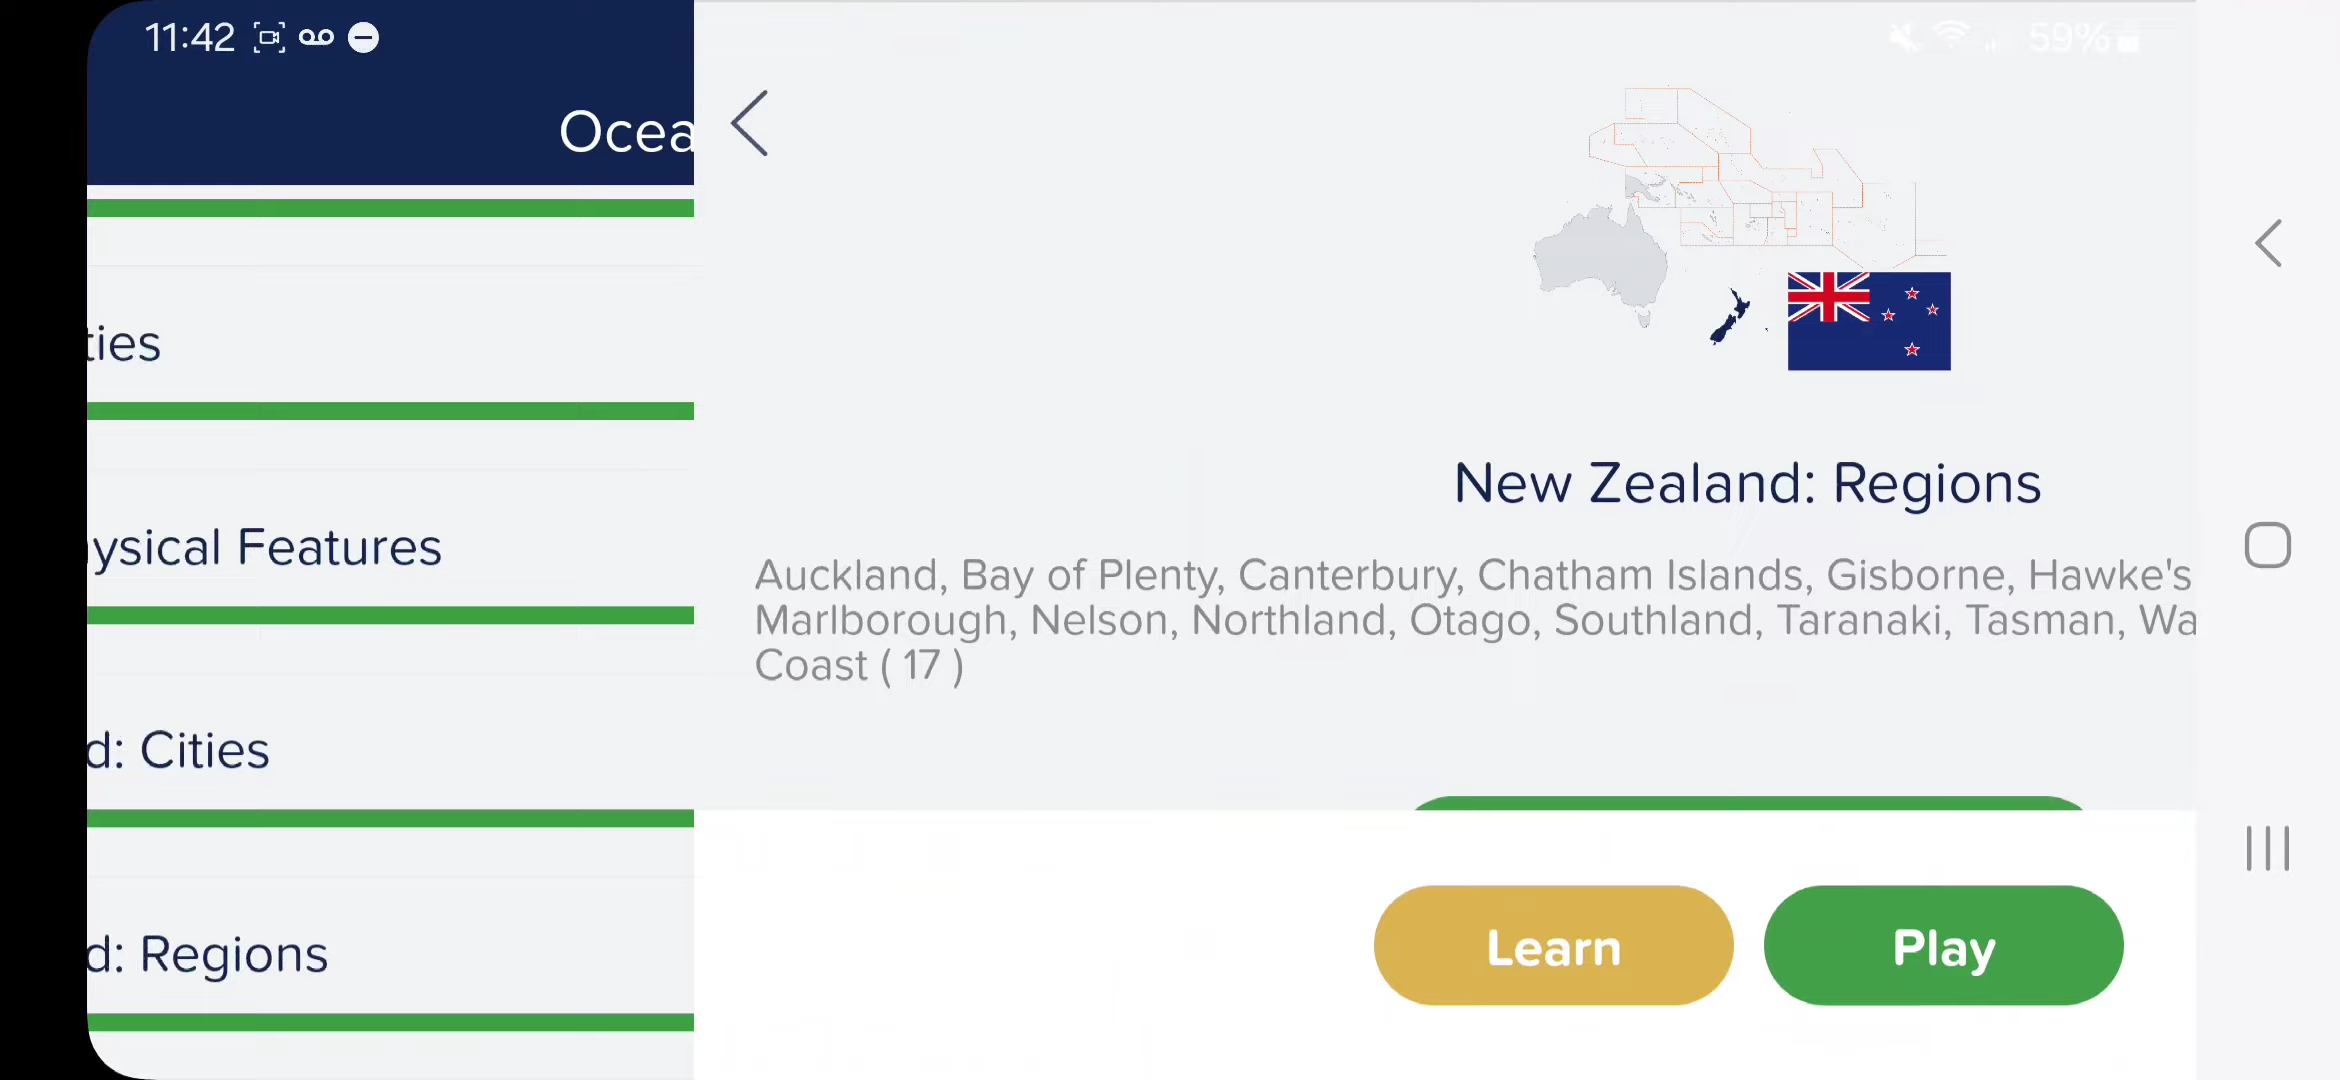 11:42
59%
Ocea
ties
ysical Features
d: Cities
d: Regions
New Zealand: Regions
Auckland, Bay of Plenty, Canterbury, Chatham Islands, Gisborne, Hawke's
Marlborough, Nelson, Northland, Otago, Southland, Taranaki, Tasman, Wa
Coast ( 17 )
Learn
Play